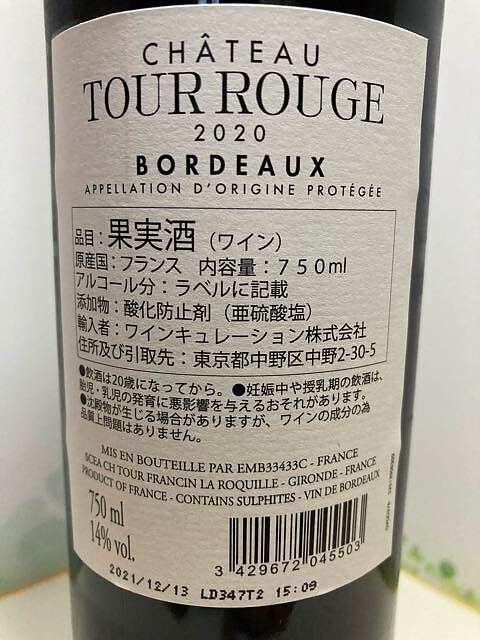 CHÂTEAU
TOUR ROUGE
2020
BORDEAUX
APPELLATION D'ORIGINE PROTÉGÉE
品目：果実酒（ワイン）
原産国：フランス　内容量：７５０ml
アルコール分：ラベルに記載
添加物：酸化防止剤（亜硫酸塩）
輸入者：ワインキュレーション株式会社
住所及び引取先：東京都中野区中野2-30-5
●飲酒は20歳になってから。●妊娠中や授乳期の飲酒は、
胎児・乳児の発育に悪影響を与えるおそれがあります。
●沈殿物が生じる場合がありますが、ワインの成分の為
品質上問題はありません。
MIS EN BOUTEILLE PAR EMB33433C - FRANCE
SCEA CH TOUR FRANCIN LA ROQUILLE - GIRONDE - FRANCE
PRODUCT OF FRANCE - CONTAINS SULPHITES - VIN DE BORDEAUX
750 ml
14% vol.
3 429672 045503
2021/12/13 LD347T2 15:09